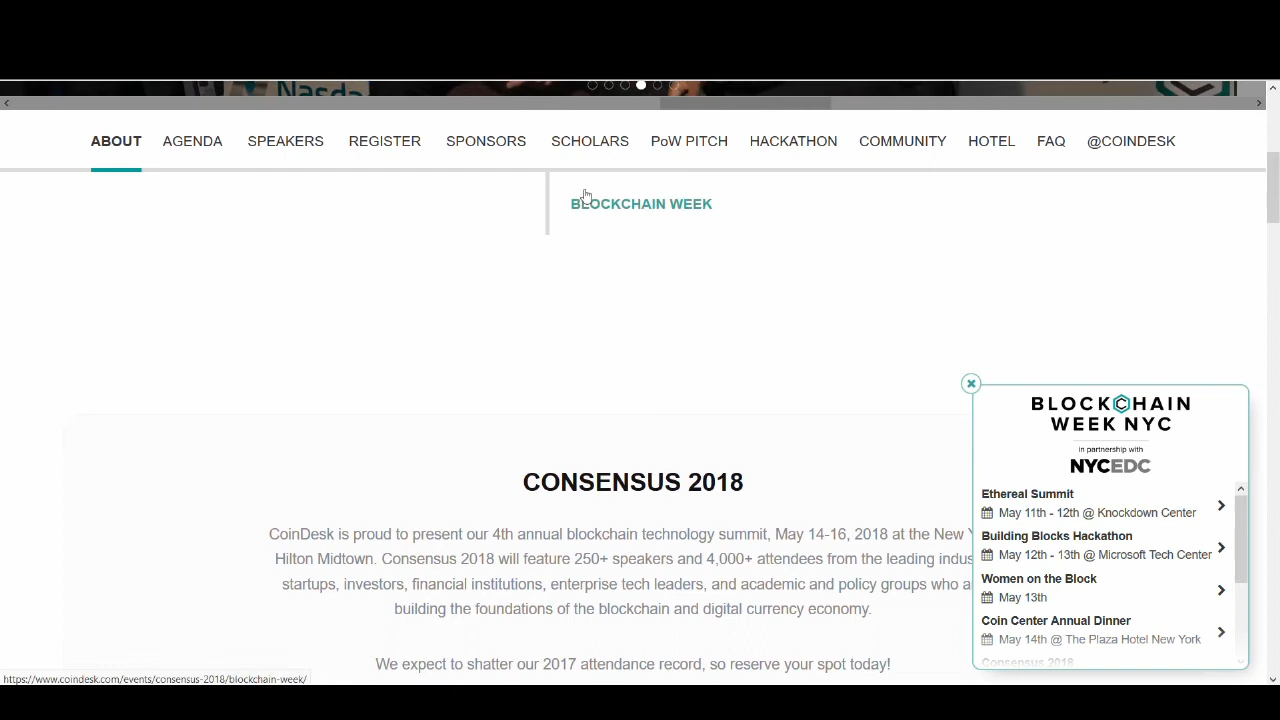 Nasda
ABOUT AGENDA SPEAKERS REGISTER SPONSORS SCHOLARS PoW PITCH HACKATHON COMMUNITY HOTEL FAQ @COINDESK
BLOCKCHAIN WEEK
CONSENSUS 2018
CoinDesk is proud to present our 4th annual blockchain technology summit, May 14-16, 2018 at the New
Hilton Midtown. Consensus 2018 will feature 250+ speakers and 4,000+ attendees from the leading indus
startups, investors, financial institutions, enterprise tech leaders, and academic and policy groups who a
building the foundations of the blockchain and digital currency economy.
We expect to shatter our 2017 attendance record, so reserve your spot today!
BLOCKCHAIN
WEEK NYC
in partnership with
NYCEDC
Ethereal Summit
May 11th - 12th @ Knockdown Center
Building Blocks Hackathon
May 12th - 13th @ Microsoft Tech Center
Women on the Block
May 13th
Coin Center Annual Dinner
May 14th @ The Plaza Hotel New York
Consensus 2018
https://www.coindesk.com/events/consensus-2018/blockchain-week/